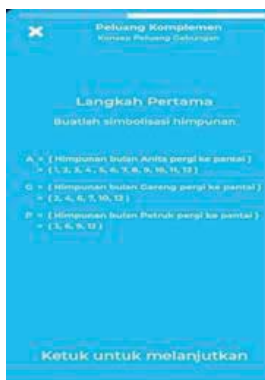 Peluang Komplemen
Konsep Peluang Gabungan
Langkah Pertama
Buatlah simbolisasi himpunan.
A = { Himpunan bulan Anita pergi ke pantai }
= { 1, 2, 3, 4, 5, 6, 7, 8, 9, 10, 11, 12 }
G = { Himpunan bulan Gareng pergi ke pantai }
= { 2, 4, 6, 7, 10, 12 }
P = { Himpunan bulan Petruk pergi ke pantai }
= { 3, 6, 9, 12 }
Ketuk untuk melanjutkan